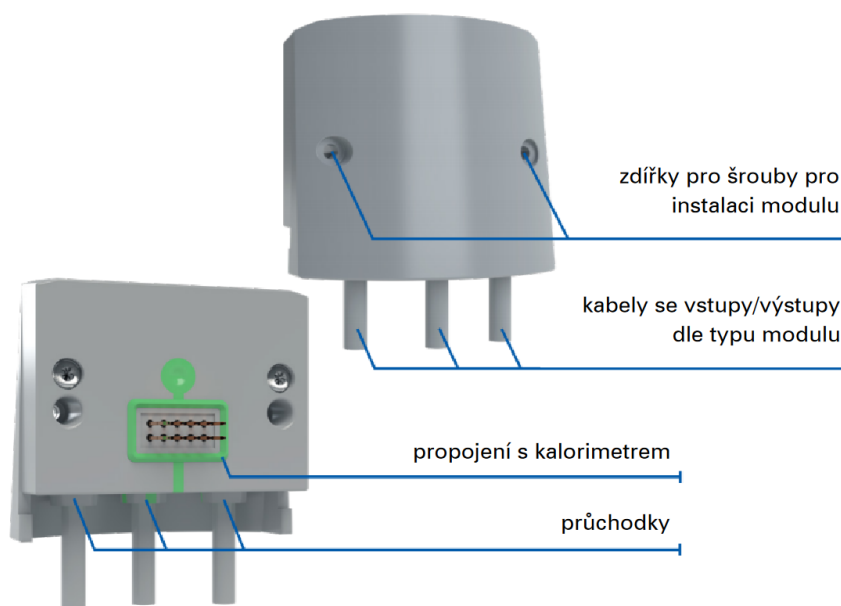 zdířky pro šrouby pro
instalaci modulu
kabely se vstupy/výstupy
dle typu modulu
propojení s kalorimetrem
průchodky